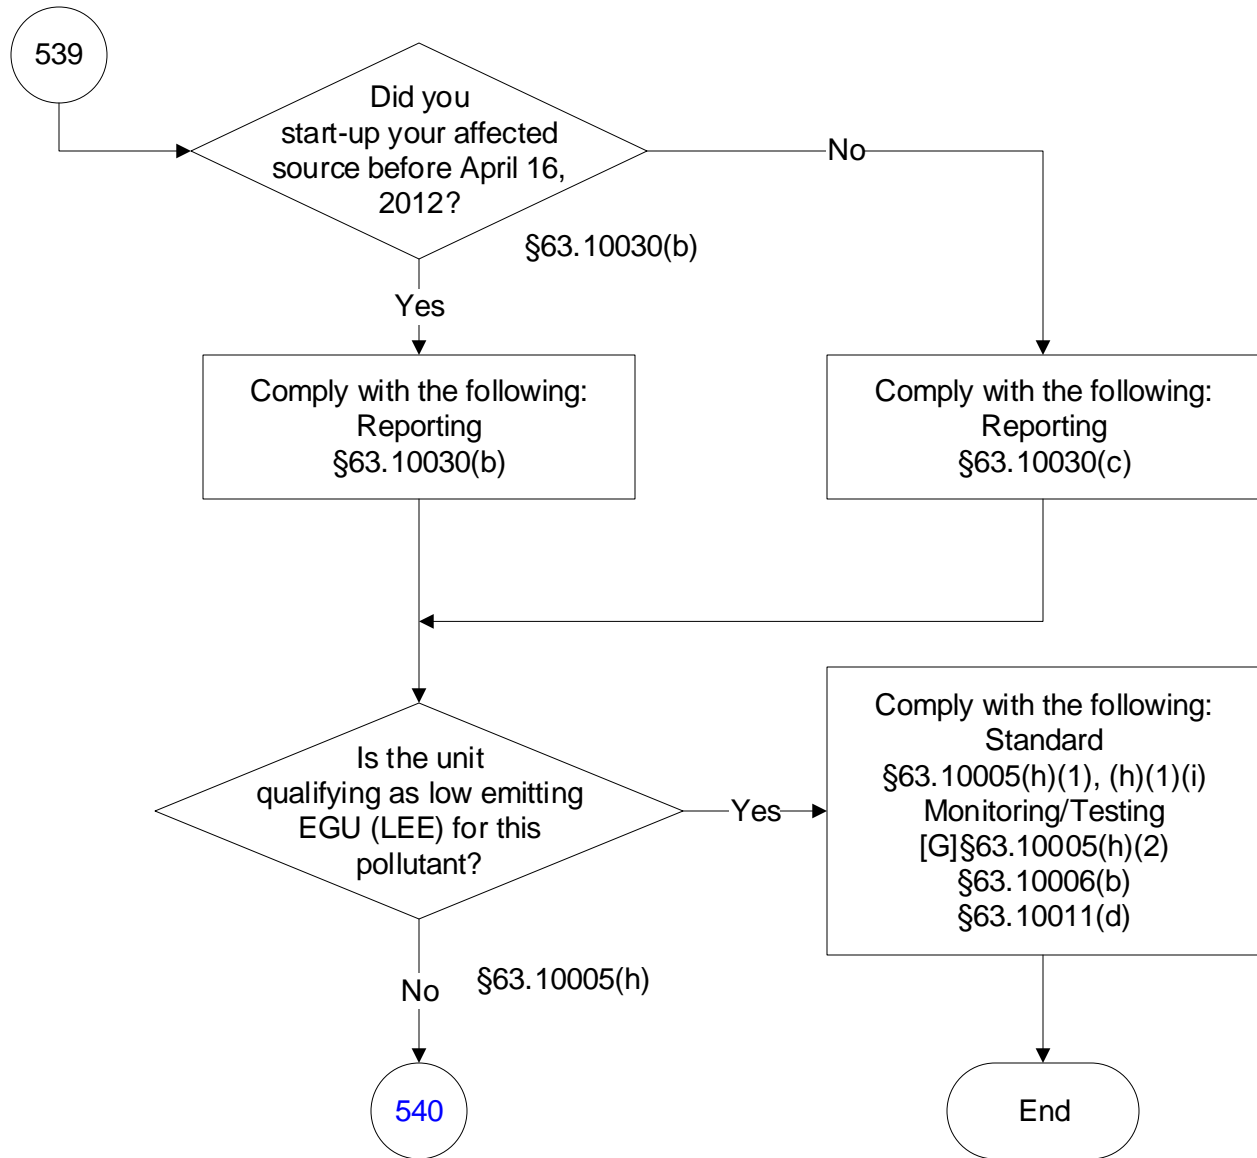 539
Did you
start-up your affected
source before April 16,
2012?
No
§63.10030(b)
Yes
Comply with the following:
Reporting
§63.10030(b)
Comply with the following:
Reporting
§63.10030(c)
Is the unit
qualifying as low emitting
EGU (LEE) for this
pollutant?
Yes
Comply with the following:
Standard
§63.10005(h)(1), (h)(1)(i)
Monitoring/Testing
[G]§63.10005(h)(2)
§63.10006(b)
§63.10011(d)
No
§63.10005(h)
540
End